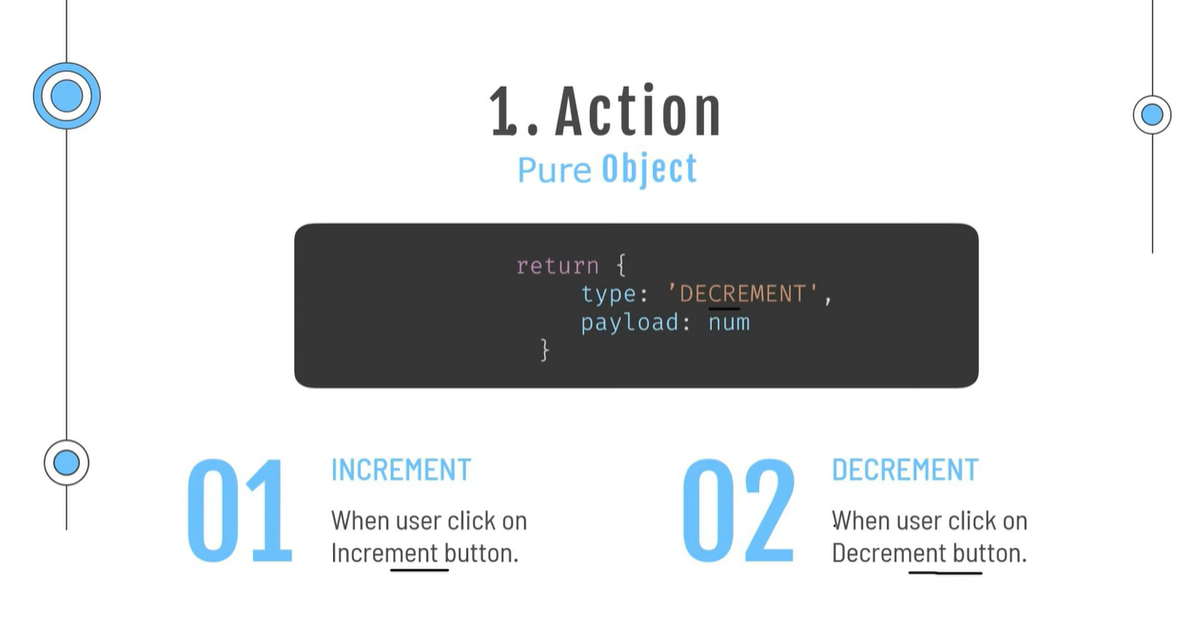 1. Action
Pure Object
return {
type: ’DECREMENT',
payload: num
}
01
INCREMENT
When user click on
Increment button.
02
DECREMENT
When user click on
Decrement button.